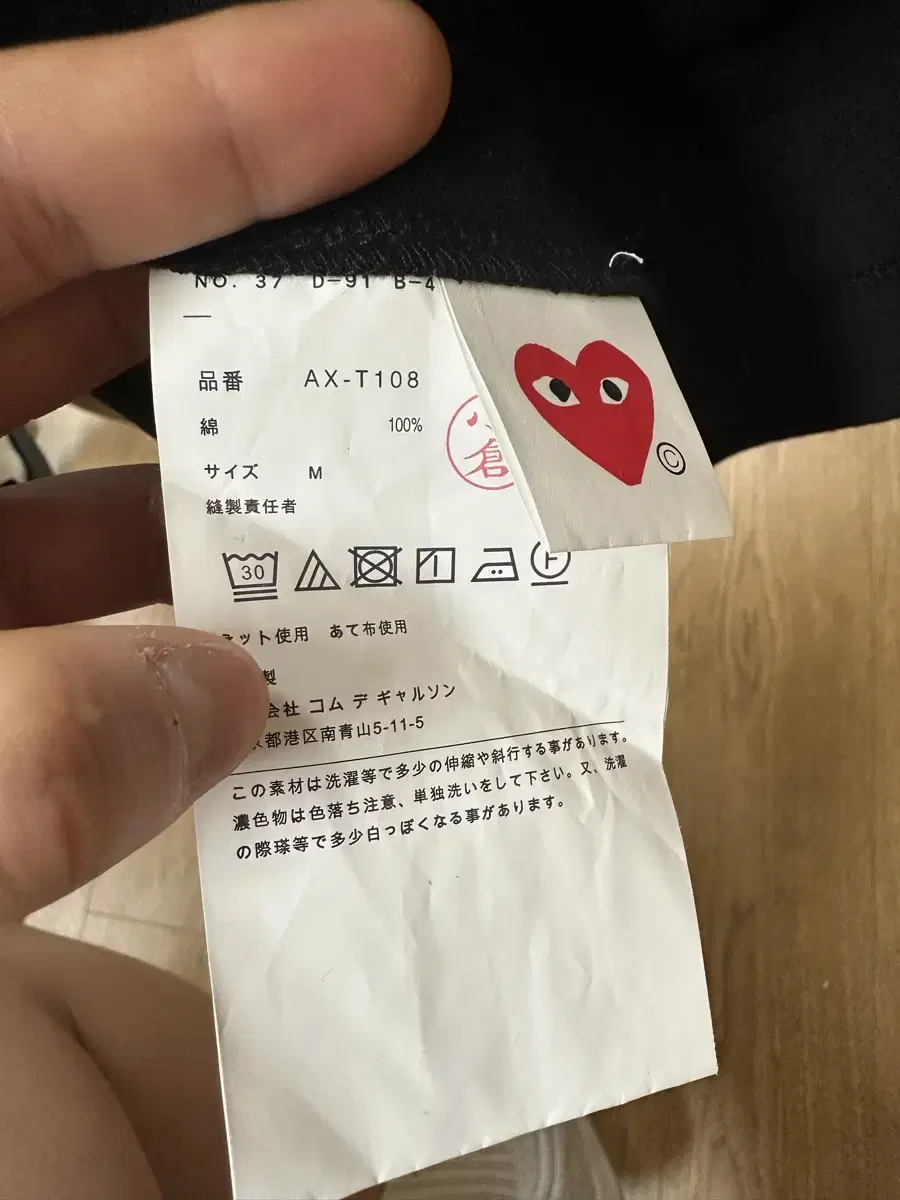 NO. 37 D-91 B-4
—
品番 AX-T108
綿 100%
サイズ M
縫製責任者
倉
30
F
ット使用 あて布使用
製
会社 コム デ ギャルソン
都港区南青山5-11-5
この素材は洗濯等で多少の伸縮や斜行する事があります。
濃色物は色落ち注意、単独洗いをして下さい。又、洗濯
の際瑛等で多少白っぽくなる事があります。
©